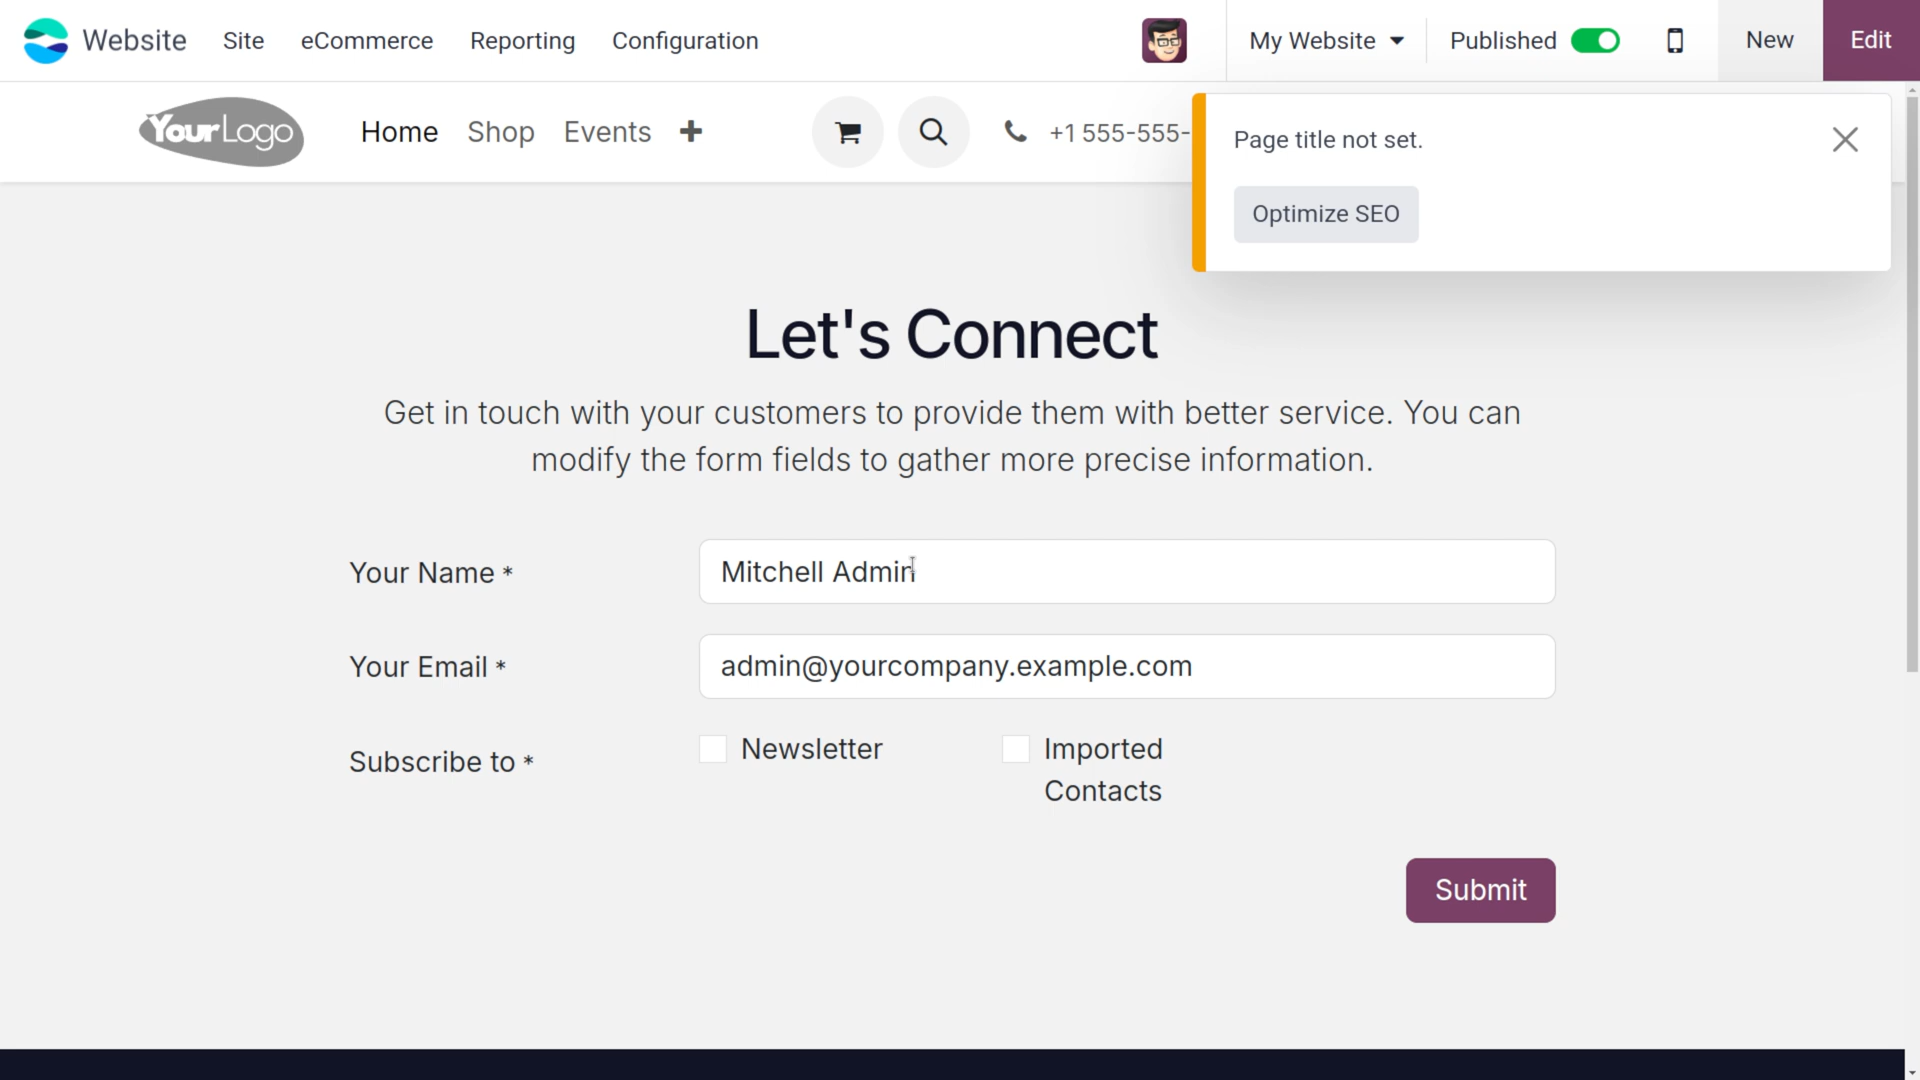 Website Site eCommerce Reporting Configuration My Website Published New Edit
YourLogo Home Shop Events +1 555-555-
Page title not set.
Optimize SEO
Let's Connect
Get in touch with your customers to provide them with better service. You can
modify the form fields to gather more precise information.
Your Name * Mitchell Admin
Your Email * admin@yourcompany.example.com
Subscribe to * Newsletter Imported
Contacts
Submit